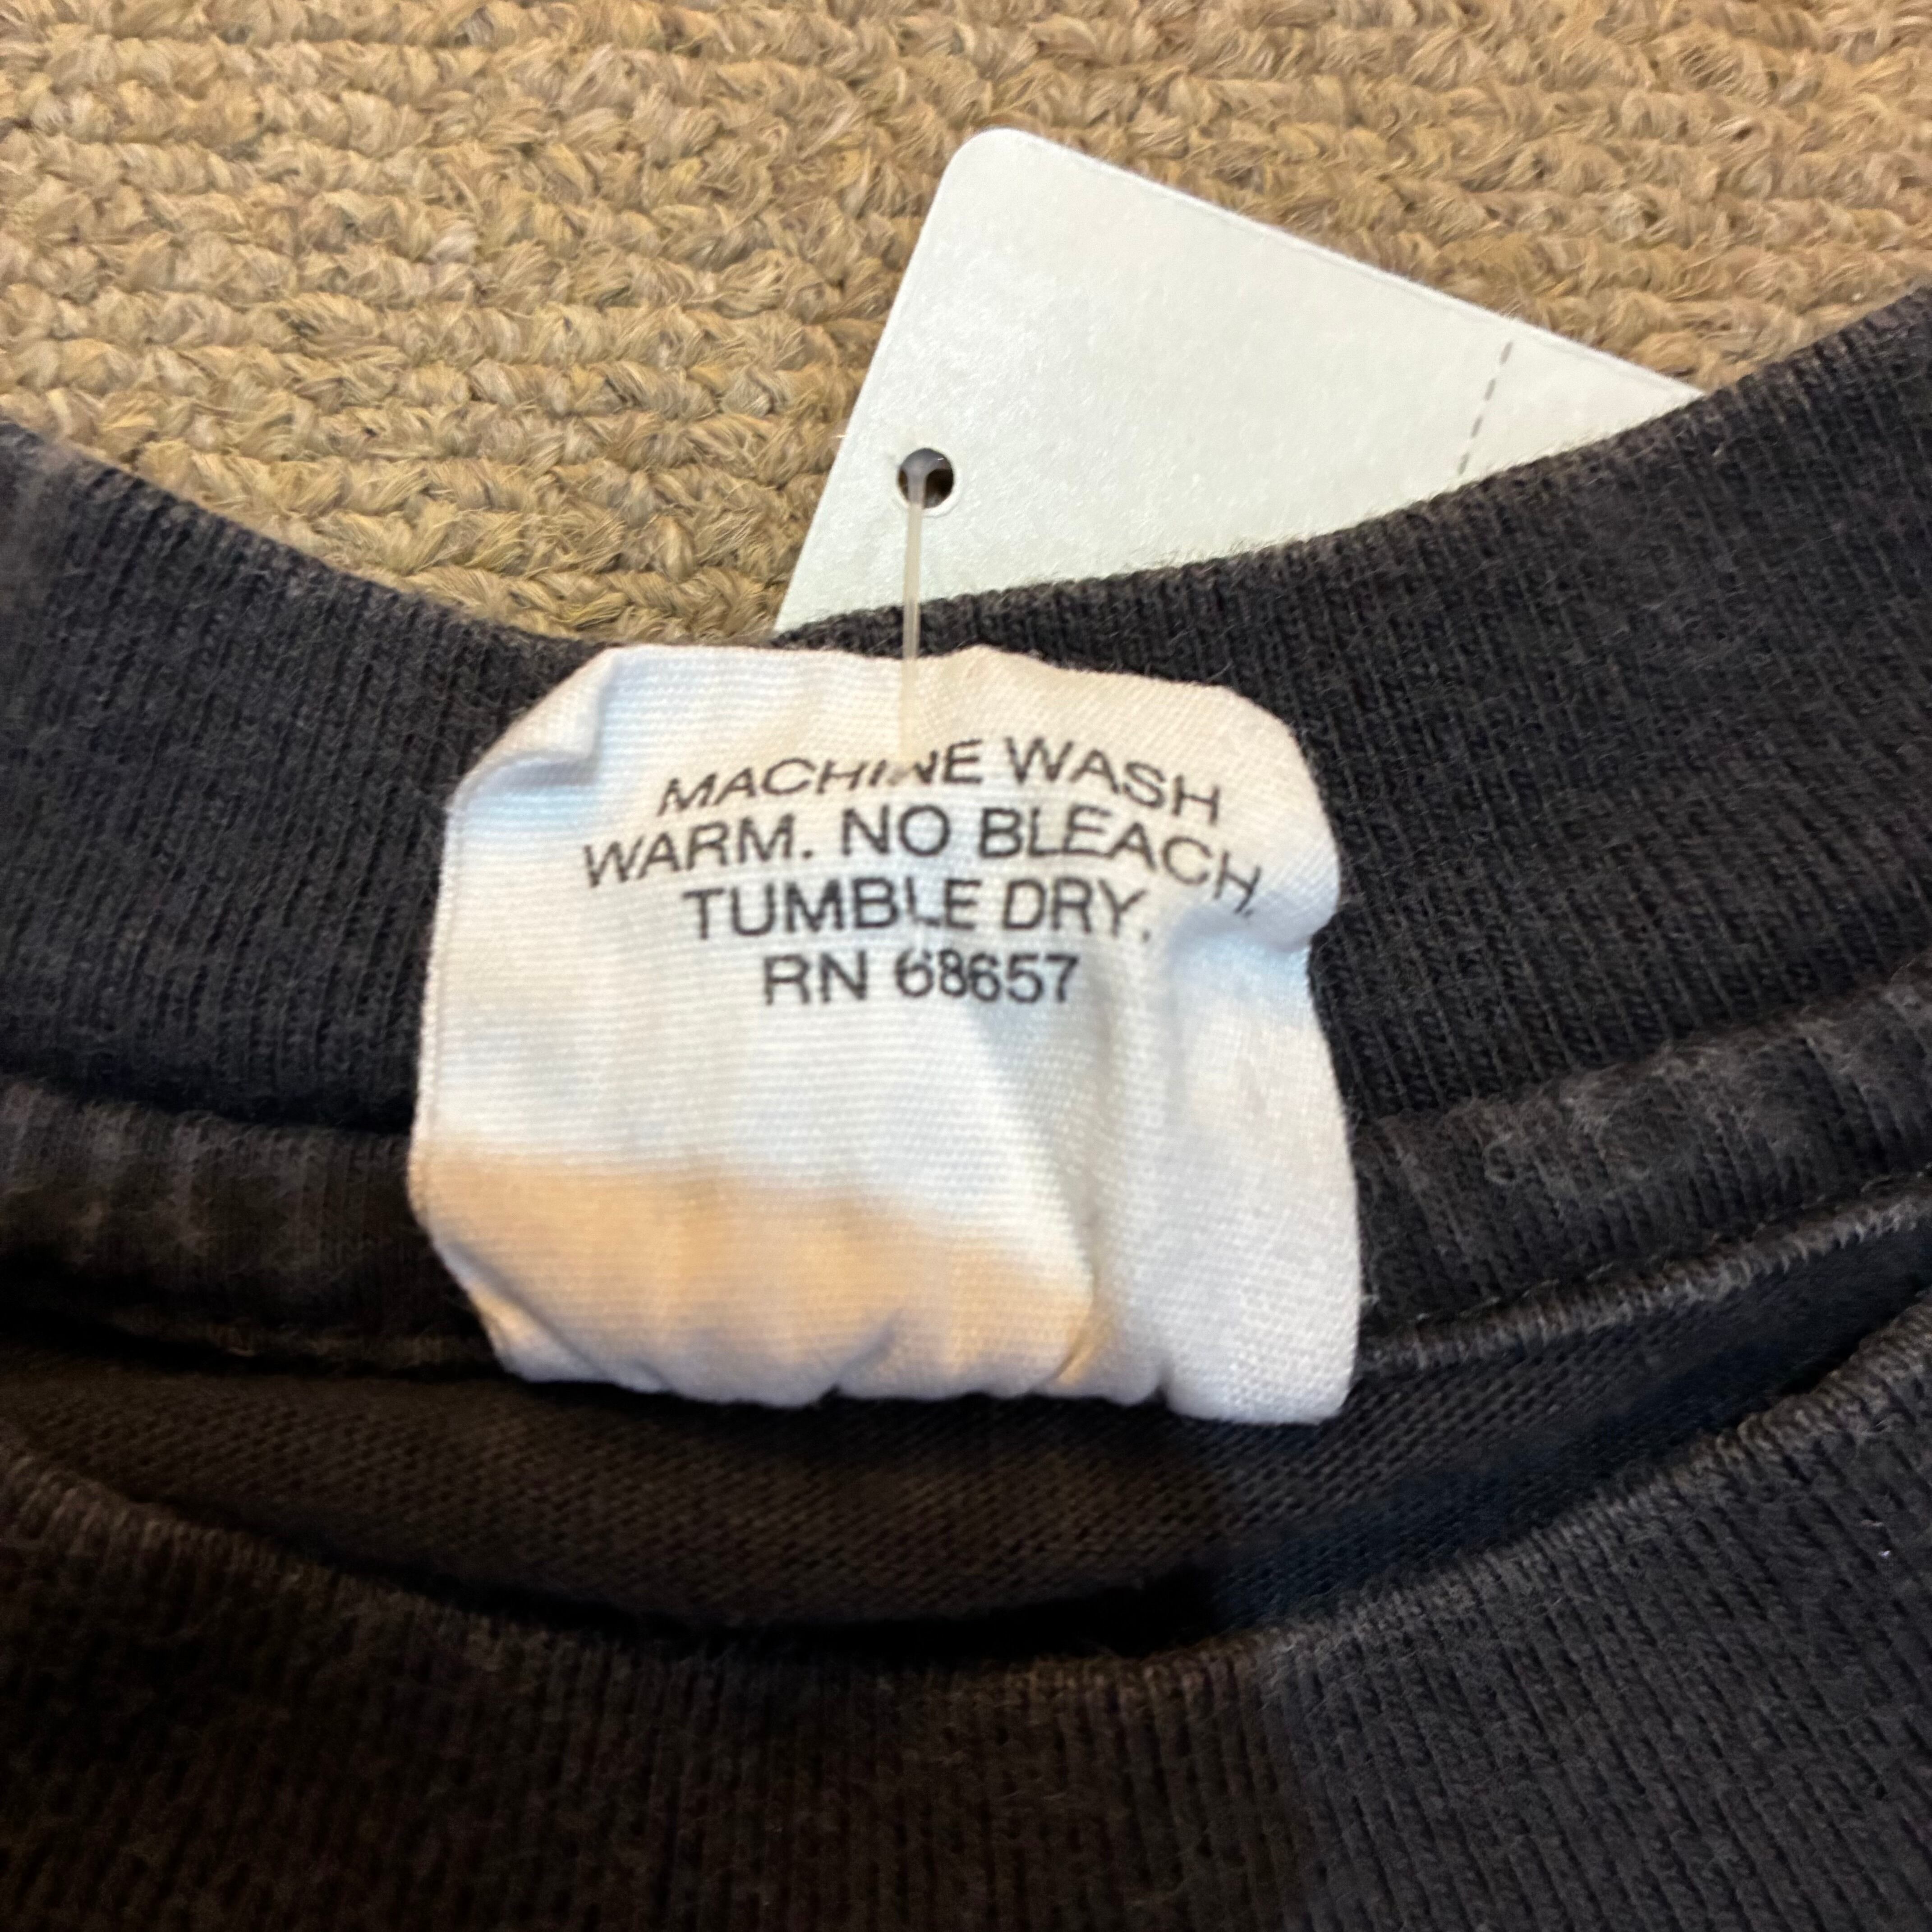 MACHINE WASH
WARM. NO BLEACH.
TUMBLE DRY.
RN 68657